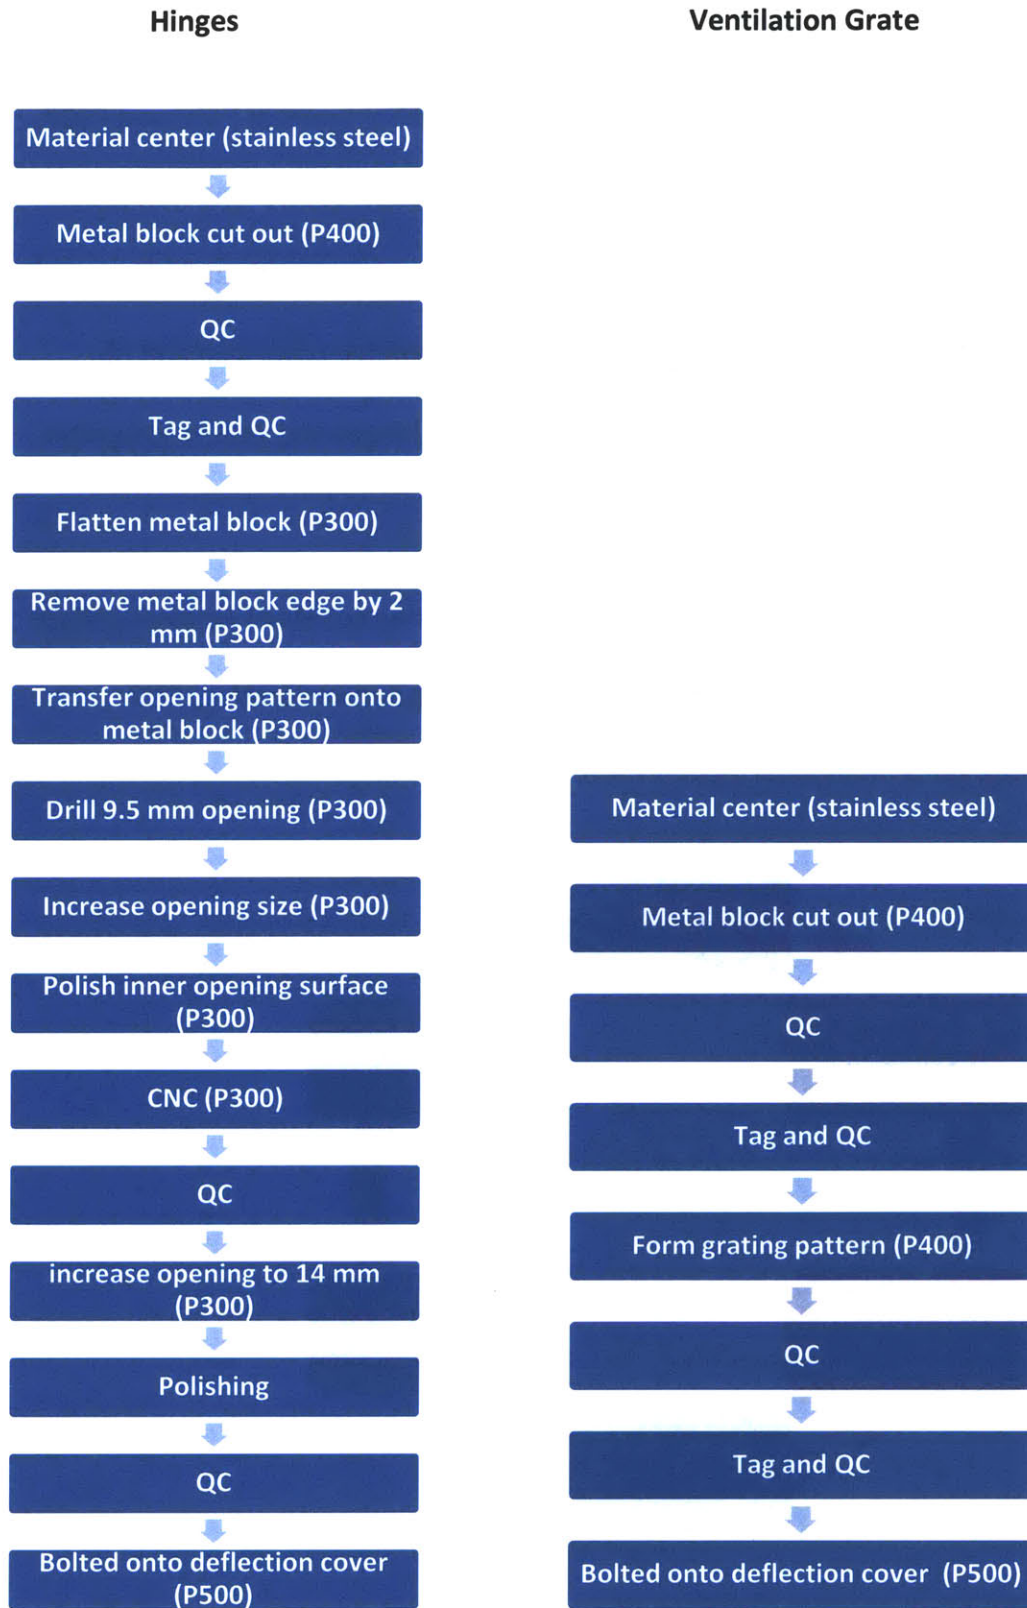 Hinges
Material center (stainless steel)
Metal block cut out (P400)
QC
Tag and QC
Flatten metal block (P300)
Remove metal block edge by 2
mm (P300)
Transfer opening pattern onto
metal block (P300)
Drill 9.5 mm opening (P300)
Increase opening size (P300)
Polish inner opening surface
(P300)
CNC (P300)
QC
increase opening to 14 mm
(P300)
Polishing
QC
Bolted onto deflection cover
(P500)
Ventilation Grate
Material center (stainless steel)
Metal block cut out (P400)
QC
Tag and QC
Form grating pattern (P400)
QC
Tag and QC
Bolted onto deflection cover (P500)